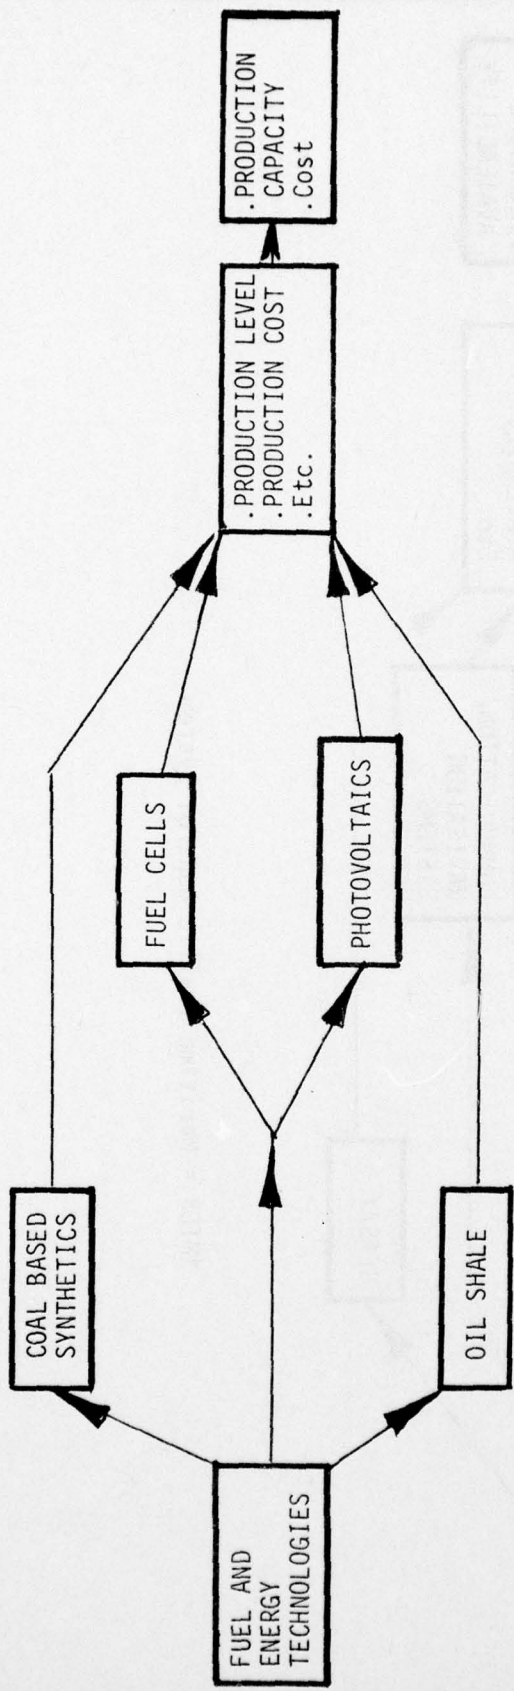 FUEL AND
ENERGY
TECHNOLOGIES
COAL BASED
SYNTHETICS
OIL SHALE
FUEL CELLS
PHOTOVOLTAICS
.PRODUCTION LEVEL
.PRODUCTION COST
.Etc.
.PRODUCTION
CAPACITY
.Cost